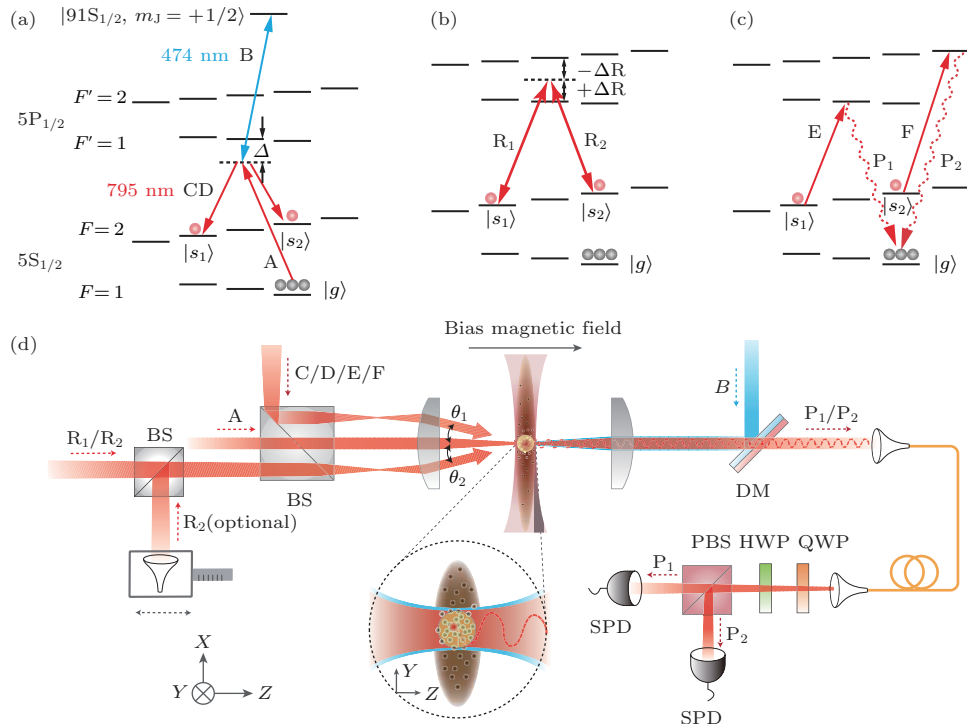 (a)
|91S1/2, mJ = +1/2⟩
474 nm B
F′= 2
5P1/2
F′= 1
Δ
795 nm CD
F= 2
|s1⟩
|s2⟩
5S1/2
A
F=1
|g⟩
(b)
−ΔR
+ΔR
R1
R2
|s1⟩
|s2⟩
|g⟩
(c)
E
F
P1
P2
|s1⟩
|s2⟩
|g⟩
(d)
Bias magnetic field
C/D/E/F
B
A
θ1
P1/P2
R1/R2
BS
θ2
BS
DM
R2(optional)
PBS HWP QWP
P1
SPD
P2
SPD
X
Y
Z
Y
Z